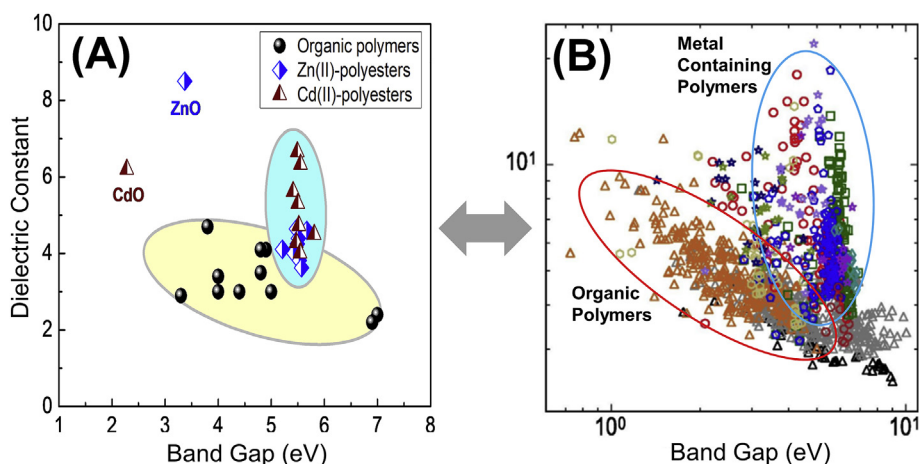 (A)
Organic polymers
Zn(II)-polyesters
Cd(II)-polyesters
ZnO
CdO
Dielectric Constant
10
8
6
4
2
0
1 2 3 4 5 6 7 8
Band Gap (eV)
(B)
Metal
Containing
Polymers
10¹
Organic
Polymers
10⁰ 10¹
Band Gap (eV)